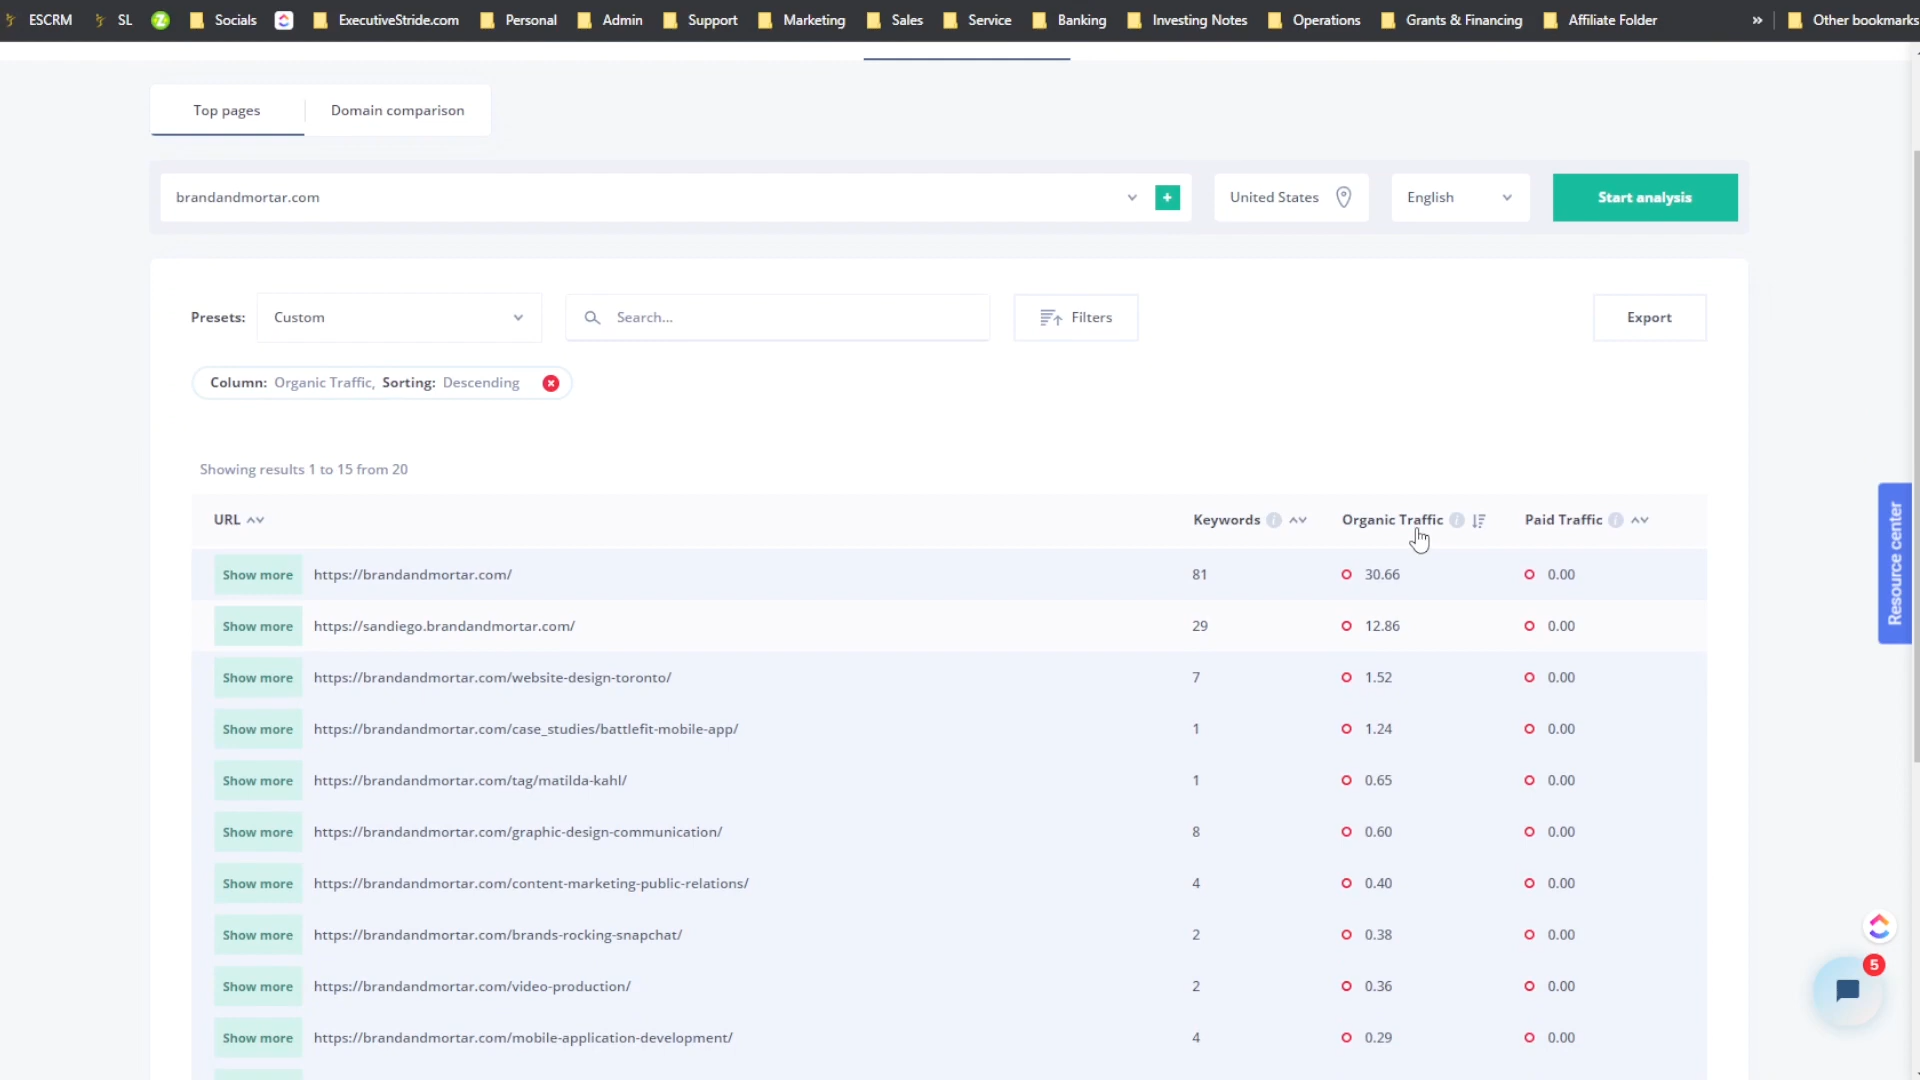 ESCRM SL Socials ExecutiveStride.com Personal Admin Support Marketing Sales Service Banking Investing Notes Operations Grants & Financing Affiliate Folder » Other bookmarks
Top pages Domain comparison
brandandmortar.com + United States English Start analysis
Presets: Custom Search... Filters Export
Column: Organic Traffic, Sorting: Descending
Showing results 1 to 15 from 20
URL Keywords Organic Traffic Paid Traffic
Show more https://brandandmortar.com/ 81 30.66 0.00
Show more https://sandiego.brandandmortar.com/ 29 12.86 0.00
Show more https://brandandmortar.com/website-design-toronto/ 7 1.52 0.00
Show more https://brandandmortar.com/case_studies/battlefit-mobile-app/ 1 1.24 0.00
Show more https://brandandmortar.com/tag/matilda-kahl/ 1 0.65 0.00
Show more https://brandandmortar.com/graphic-design-communication/ 8 0.60 0.00
Show more https://brandandmortar.com/content-marketing-public-relations/ 4 0.40 0.00
Show more https://brandandmortar.com/brands-rocking-snapchat/ 2 0.38 0.00
Show more https://brandandmortar.com/video-production/ 2 0.36 0.00
Show more https://brandandmortar.com/mobile-application-development/ 4 0.29 0.00
Resource center
5